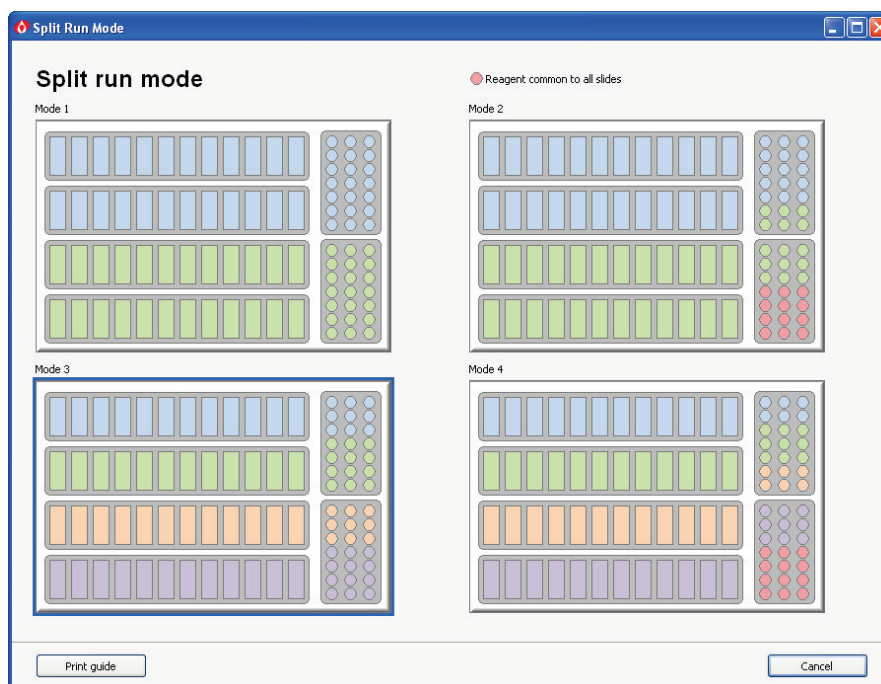 Split Run Mode
Split run mode
Reagent common to all slides
Mode 1
Mode 2
Mode 3
Mode 4
Print guide
Cancel